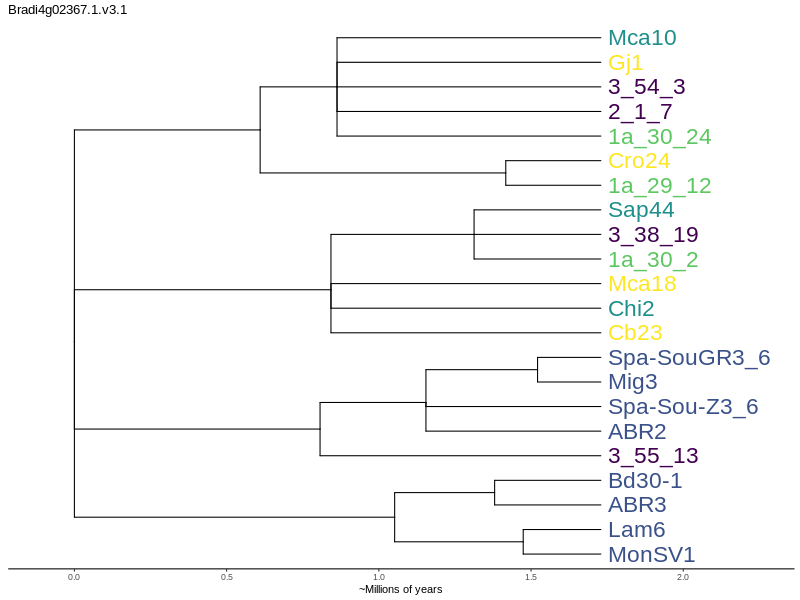 Bradi4g02367.1.v3.1
Mca10
Gj1
3_54_3
2_1_7
1a_30_24
Cro24
1a_29_12
Sap44
3_38_19
1a_30_2
Mca18
Chi2
Cb23
Spa-SouGR3_6
Mig3
Spa-Sou-Z3_6
ABR2
3_55_13
Bd30-1
ABR3
Lam6
MonSV1
0.0 0.5 1.0 1.5 2.0
~Millions of years